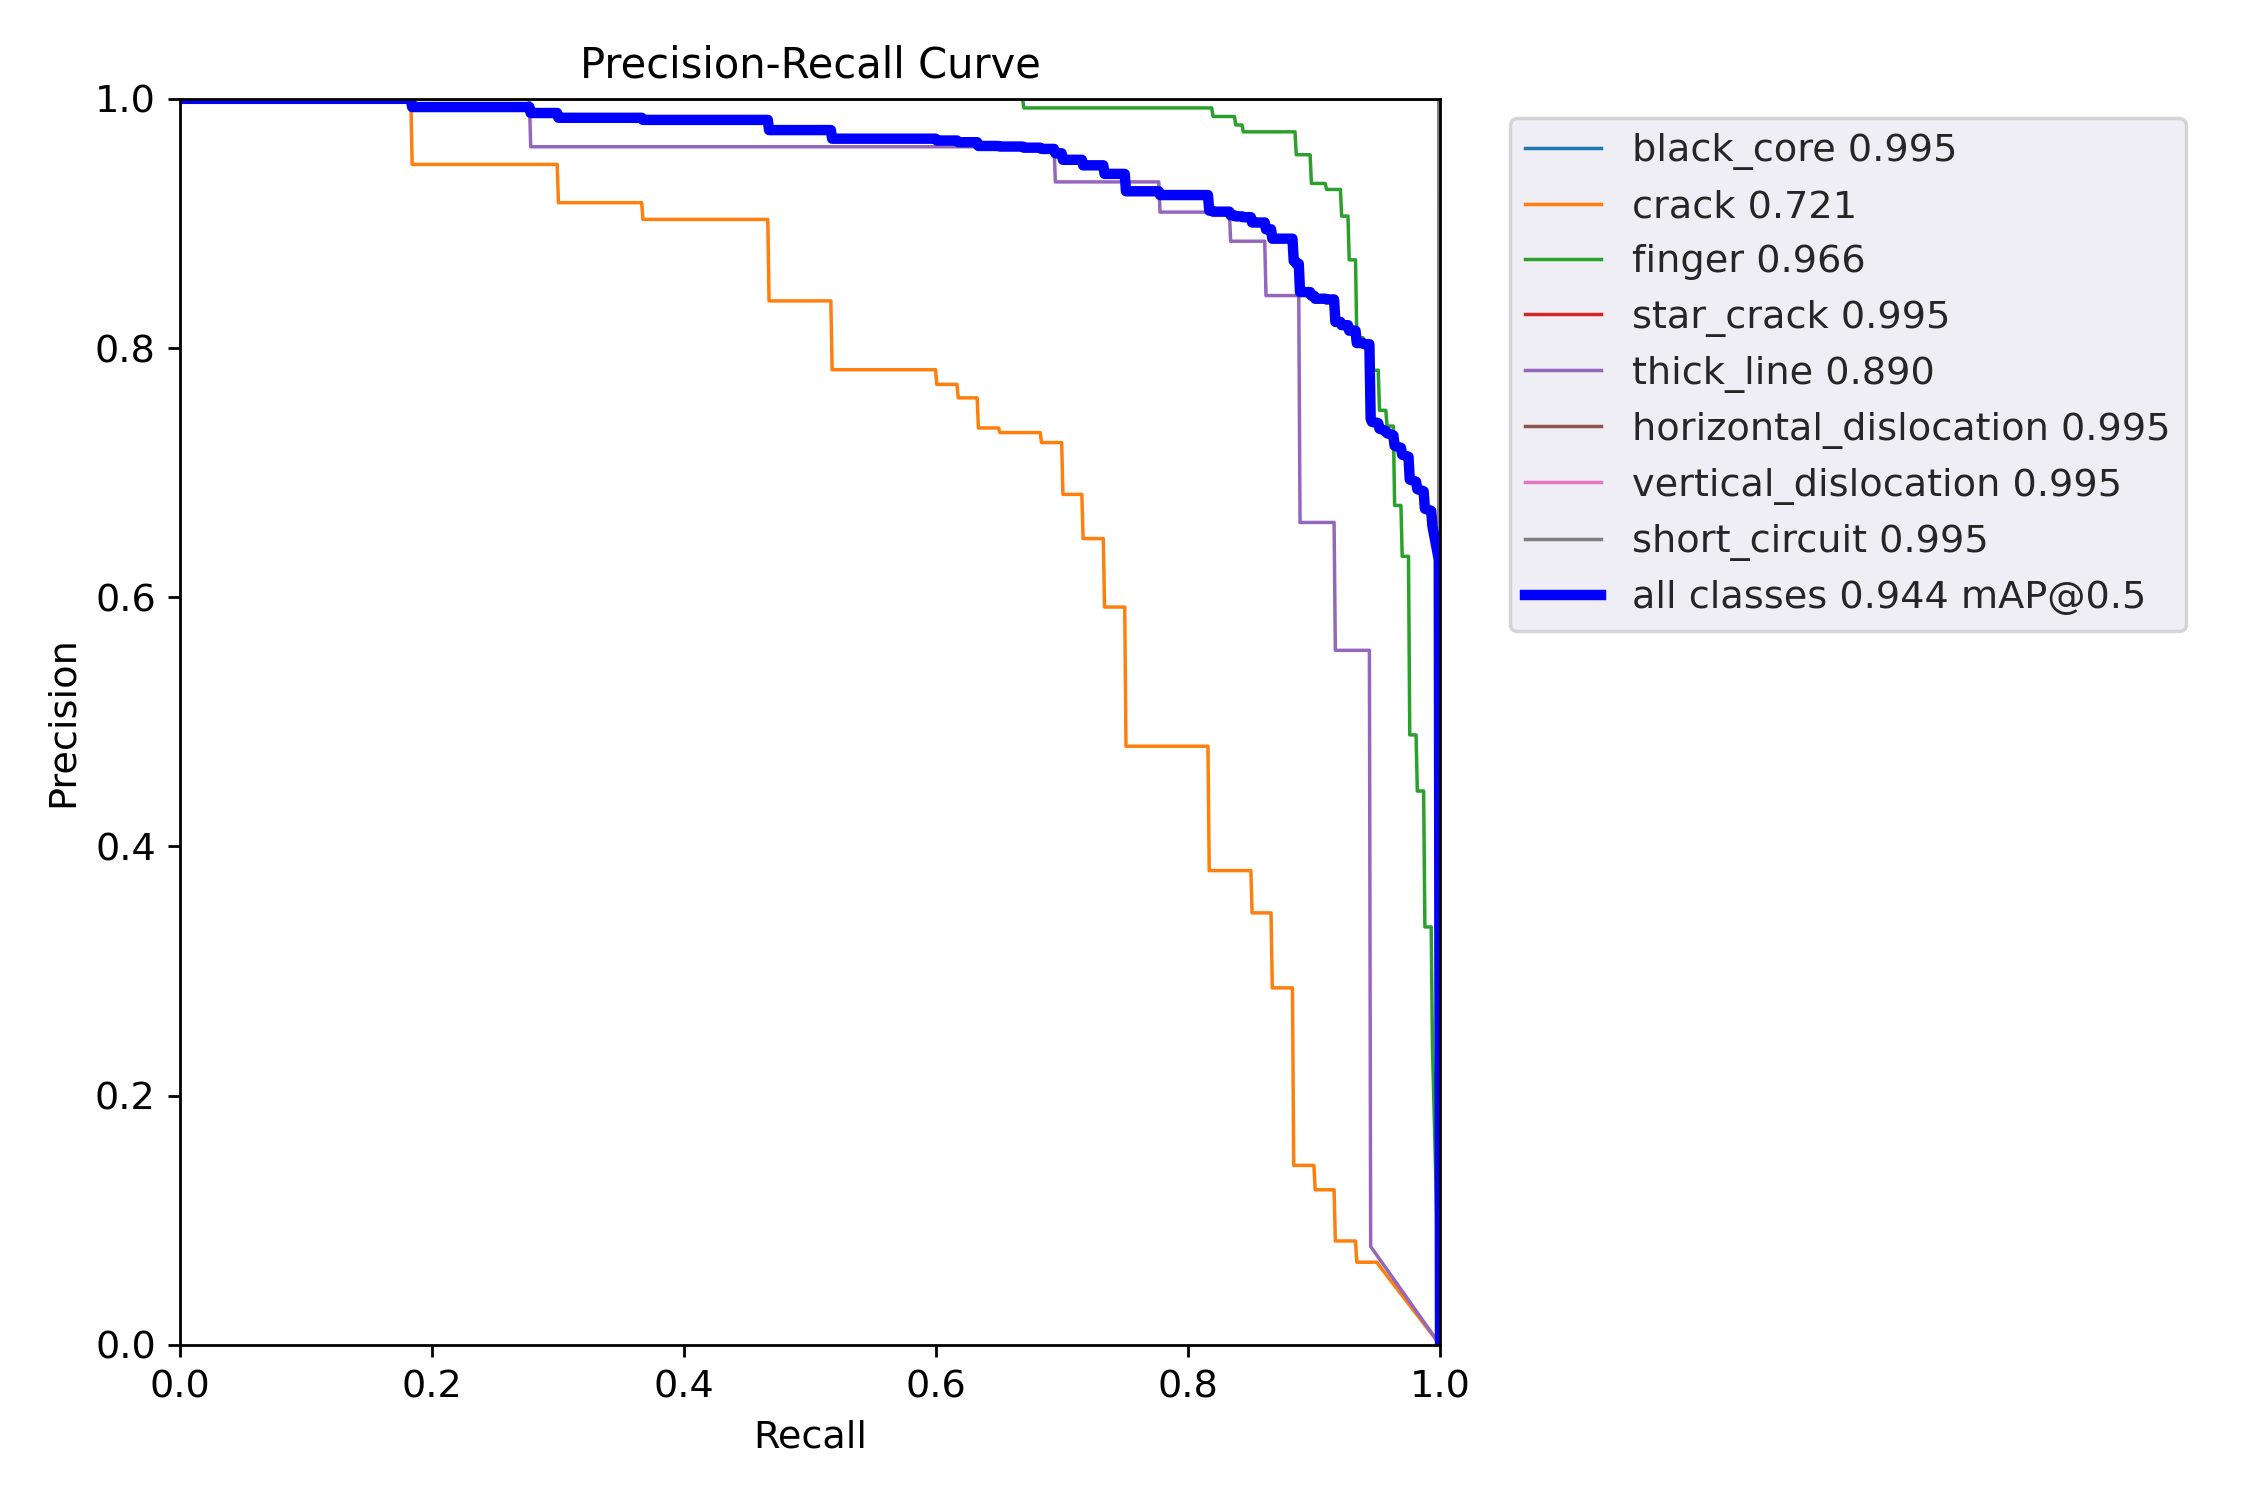 Precision-Recall Curve
1.0
0.8
0.6
0.4
0.2
0.0
Precision
0.0 0.2 0.4 0.6 0.8 1.0
Recall
black_core 0.995
crack 0.721
finger 0.966
star_crack 0.995
thick_line 0.890
horizontal_dislocation 0.995
vertical_dislocation 0.995
short_circuit 0.995
all classes 0.944 mAP@0.5